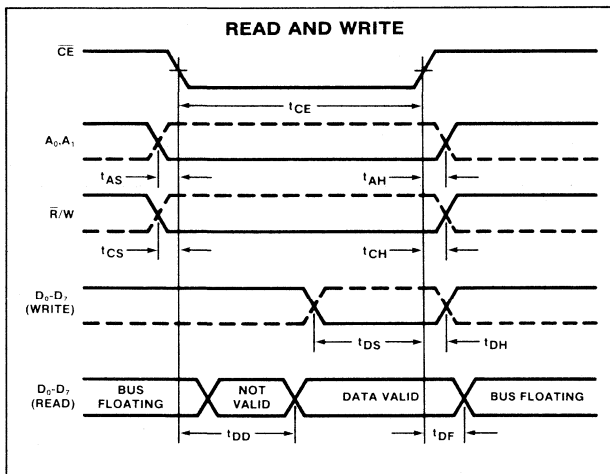 READ AND WRITE
C̅E̅
tCE
A₀,A₁
tAS
tAH
R̅/W
tCS
tCH
D₀-D₇
(WRITE)
tDS
tDH
D₀-D₇
(READ)
BUS
FLOATING
NOT
VALID
DATA VALID
BUS FLOATING
tDD
tDF